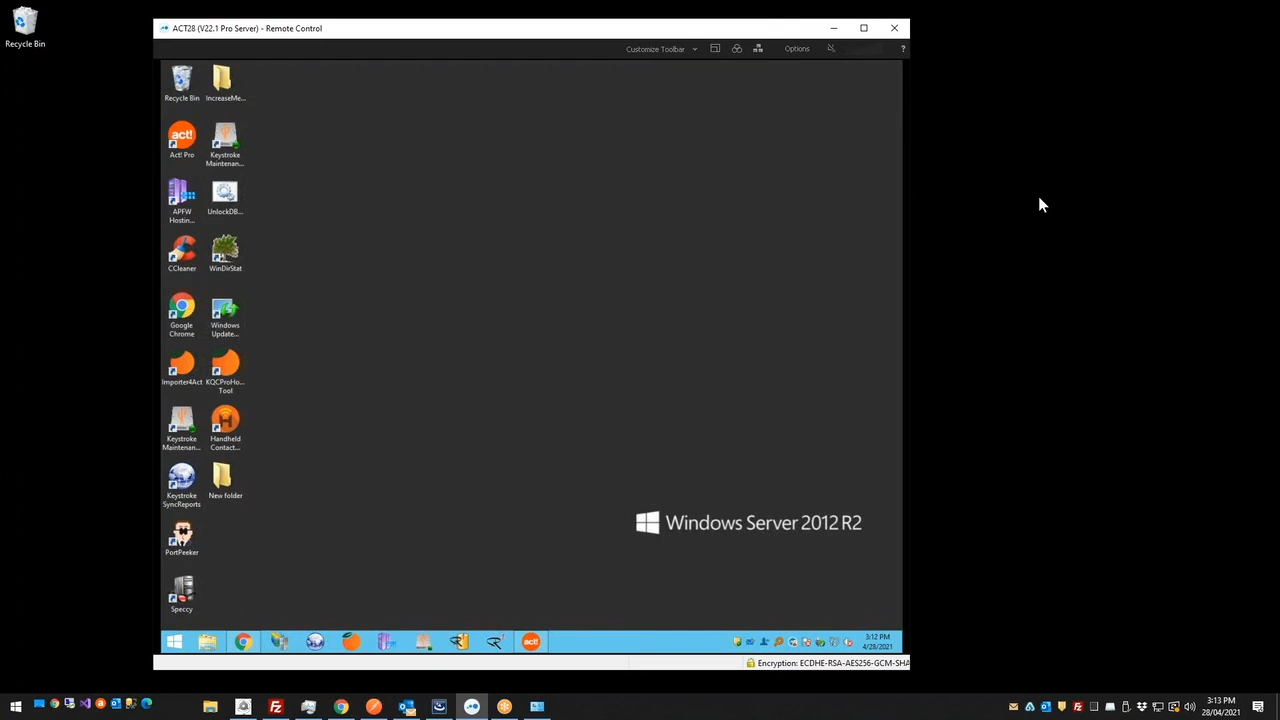 Recycle Bin
ACT28 (V22.1 Pro Server) - Remote Control
Customize Toolbar
Options
?
Recycle Bin
IncreaseMe...
act!
Act! Pro
Keystroke
Maintenan...
APFW
Hostin...
UnlockDB...
CCleaner
WinDirStat
Google
Chrome
Windows
Update...
Importer4Act
KQCProHo...
Tool
Keystroke
Maintenan...
Handheld
Contact...
Keystroke
SyncReports
New folder
Windows Server 2012 R2
PortPeeker
Speccy
act!
3:12 PM
4/28/2021
Encryption: ECDHE-RSA-AES256-GCM-SHA
3:13 PM
28/04/2021